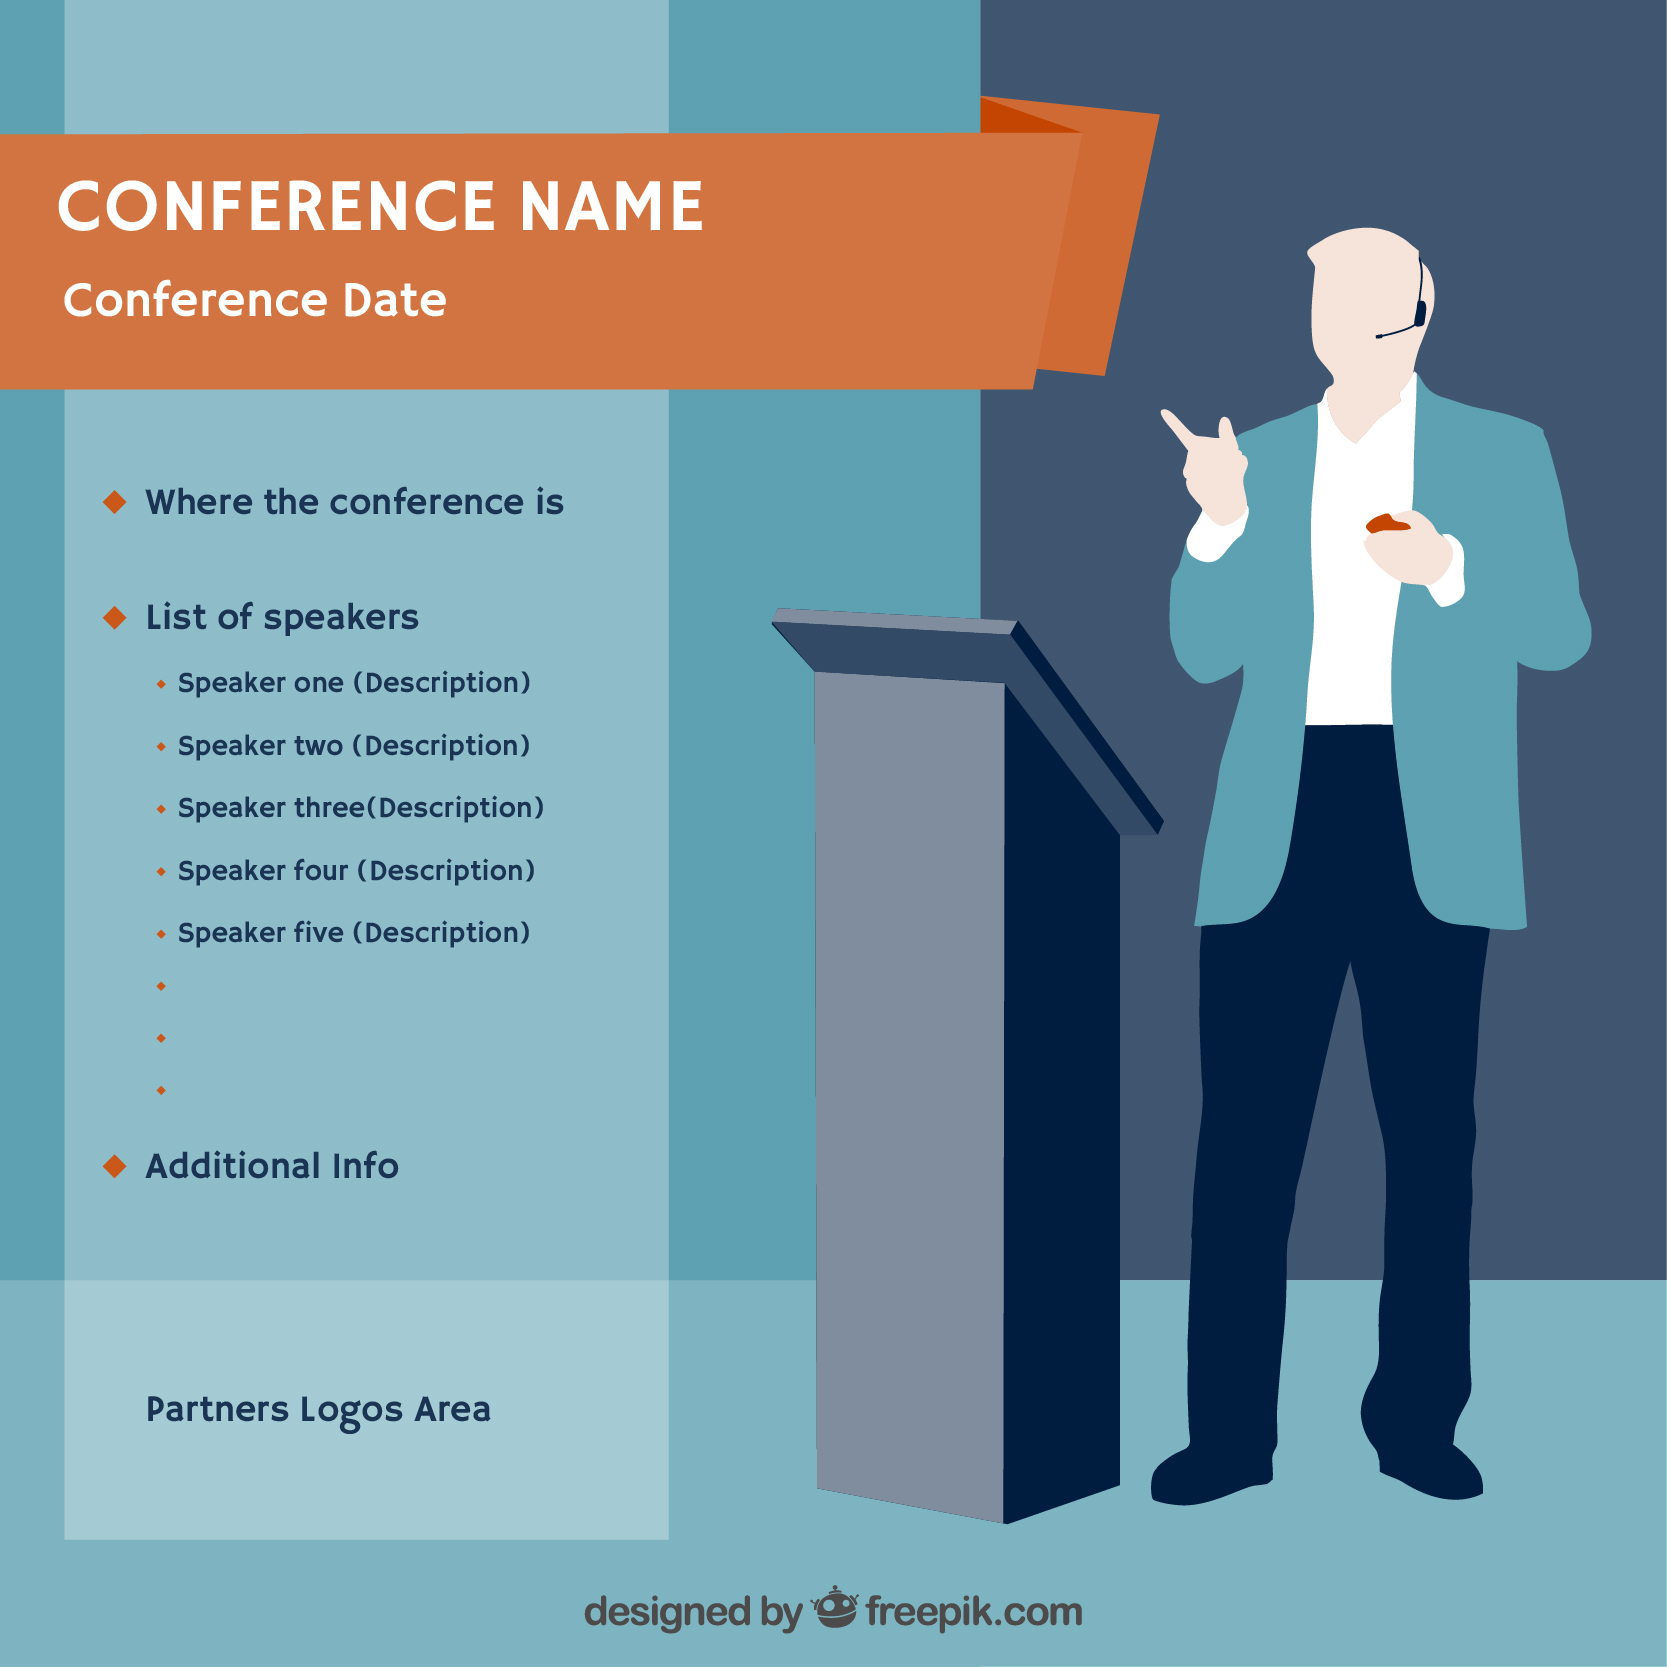 CONFERENCE NAME
Conference Date
Where the conference is
List of speakers
Speaker one (Description)
Speaker two (Description)
Speaker three(Description)
Speaker four (Description)
Speaker five (Description)
Additional Info
Partners Logos Area
designed by freepik.com